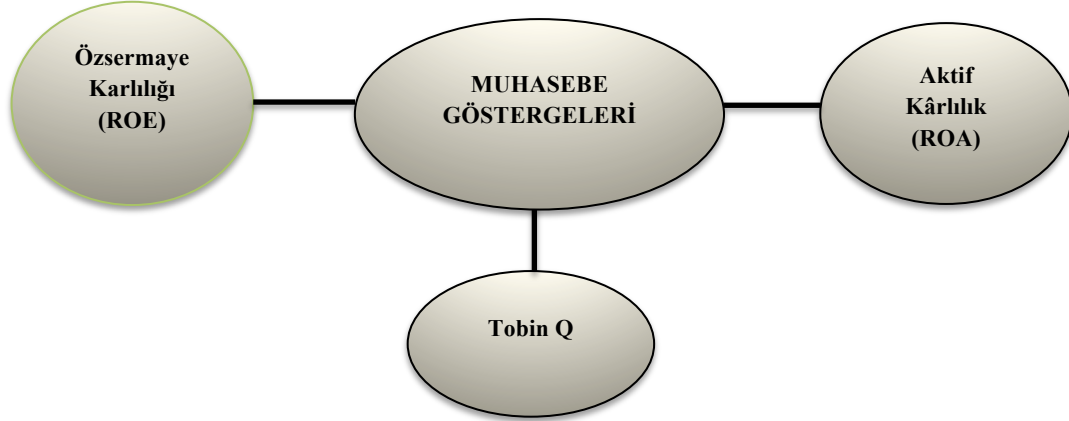 Özsermaye
Karlılığı
(ROE)
MUHASEBE
GÖSTERGELERİ
Aktif
Kârlılık
(ROA)
Tobin Q